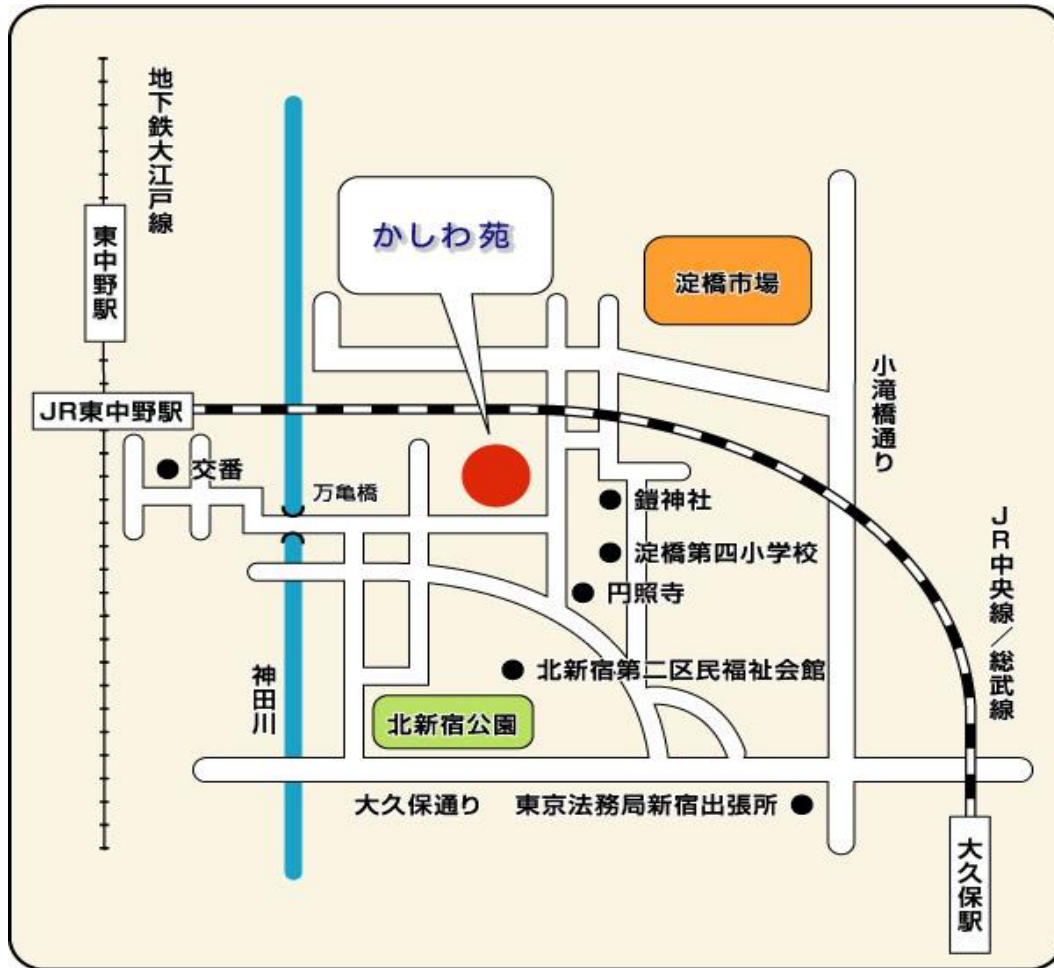 地下鉄大江戸線
東中野駅
かしわ苑
淀橋市場
小滝橋通り
JR東中野駅
交番
万亀橋
鎧神社
淀橋第四小学校
円照寺
JR中央線／総武線
北新宿第二区民福祉会館
神田川
北新宿公園
大久保通り
東京法務局新宿出張所
大久保駅